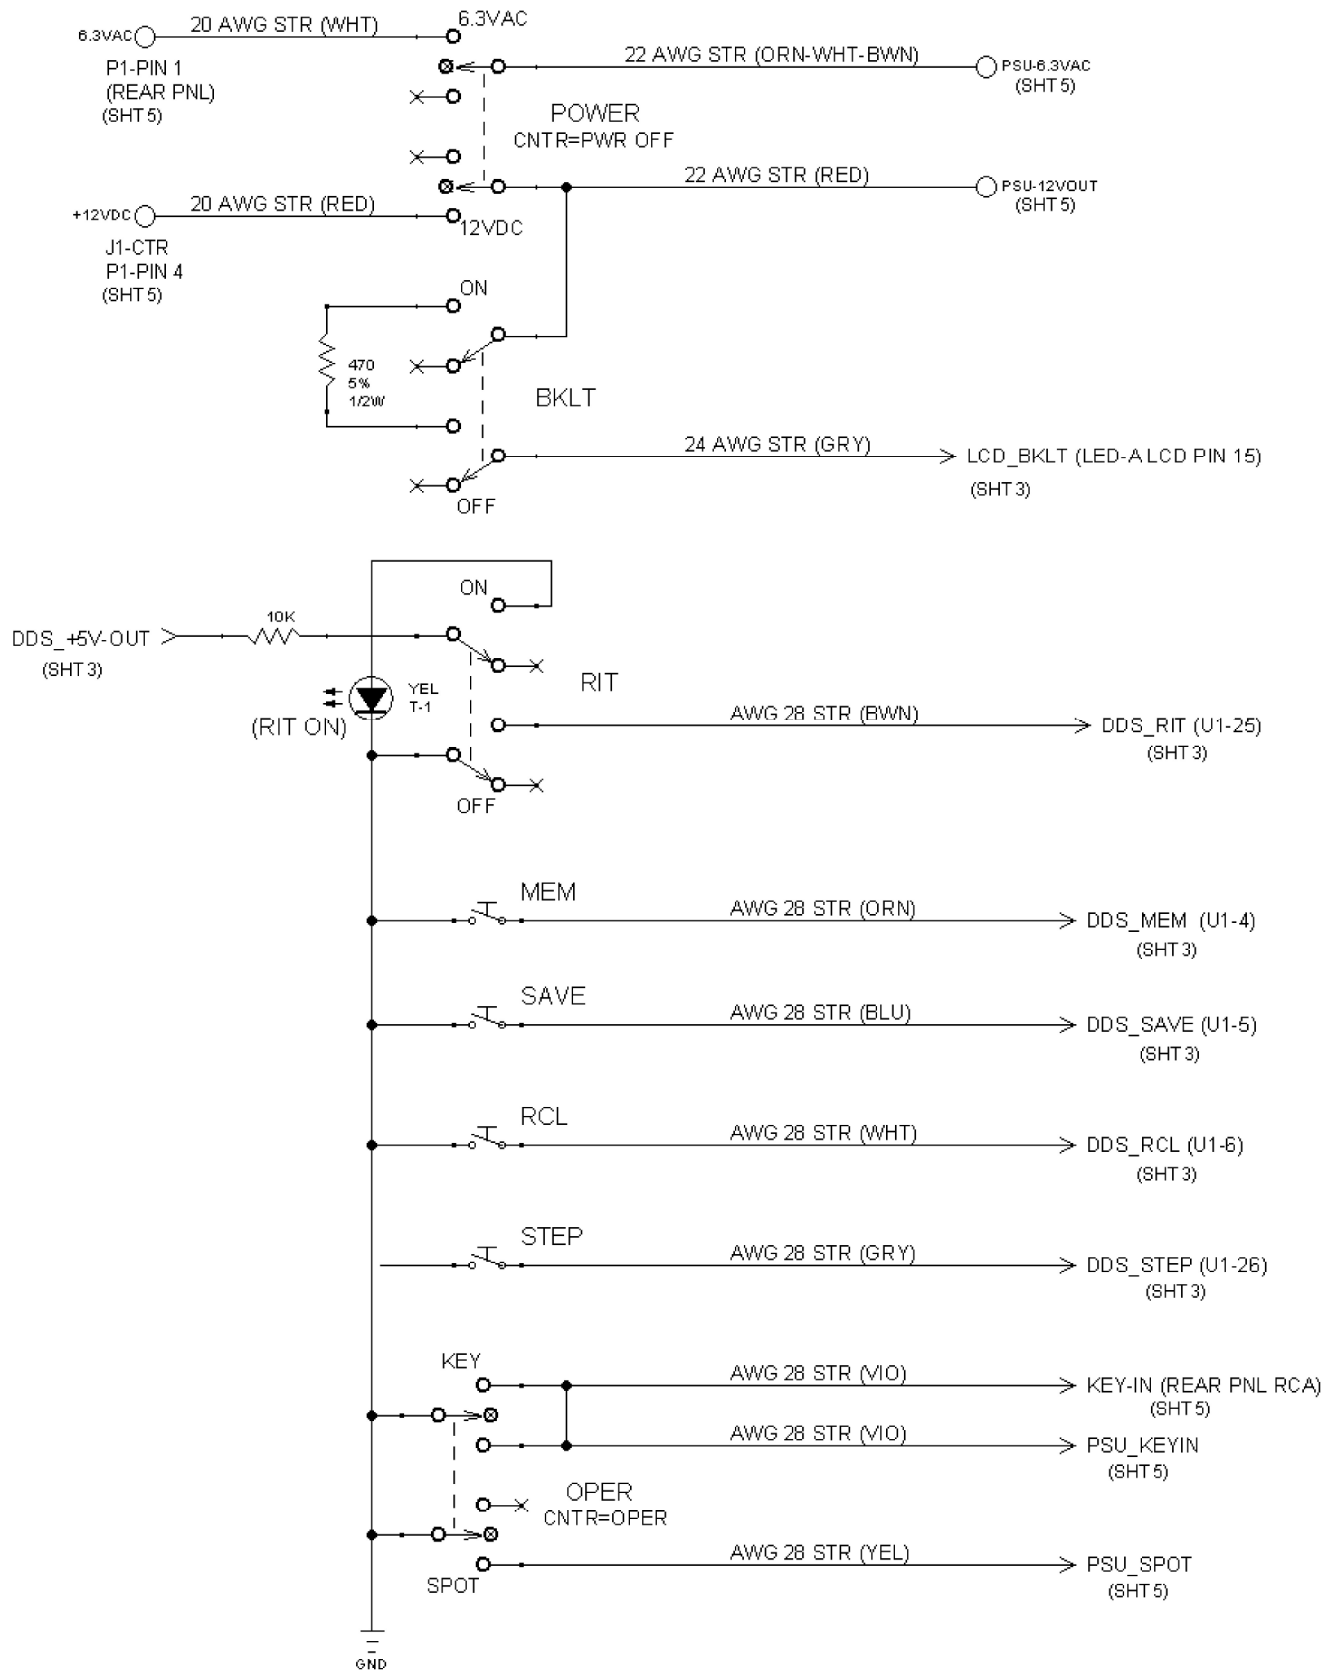 6.3VAC
20 AWG STR (WHT)
6.3VAC
P1-PIN 1
(REAR PNL)
(SHT 5)
22 AWG STR (ORN-WHT-BWN)
PSU-6.3VAC
(SHT 5)
POWER
CNTR=PWR OFF
22 AWG STR (RED)
PSU-12VOUT
(SHT 5)
+12VDC
20 AWG STR (RED)
12VDC
J1-CTR
P1-PIN 4
(SHT 5)
ON
470
5%
1/2W
BKLT
24 AWG STR (GRY)
LCD_BKLT (LED-A LCD PIN 15)
(SHT 3)
OFF
ON
10K
DDS_+5V-OUT
(SHT 3)
RIT
YEL
T-1
(RIT ON)
AWG 28 STR (BWN)
DDS_RIT (U1-25)
(SHT 3)
OFF
MEM
AWG 28 STR (ORN)
DDS_MEM (U1-4)
(SHT 3)
SAVE
AWG 28 STR (BLU)
DDS_SAVE (U1-5)
(SHT 3)
RCL
AWG 28 STR (WHT)
DDS_RCL (U1-6)
(SHT 3)
STEP
AWG 28 STR (GRY)
DDS_STEP (U1-26)
(SHT 3)
KEY
AWG 28 STR (VIO)
KEY-IN (REAR PNL RCA)
(SHT 5)
AWG 28 STR (VIO)
PSU_KEYIN
(SHT 5)
OPER
CNTR=OPER
AWG 28 STR (YEL)
PSU_SPOT
(SHT 5)
SPOT
GND